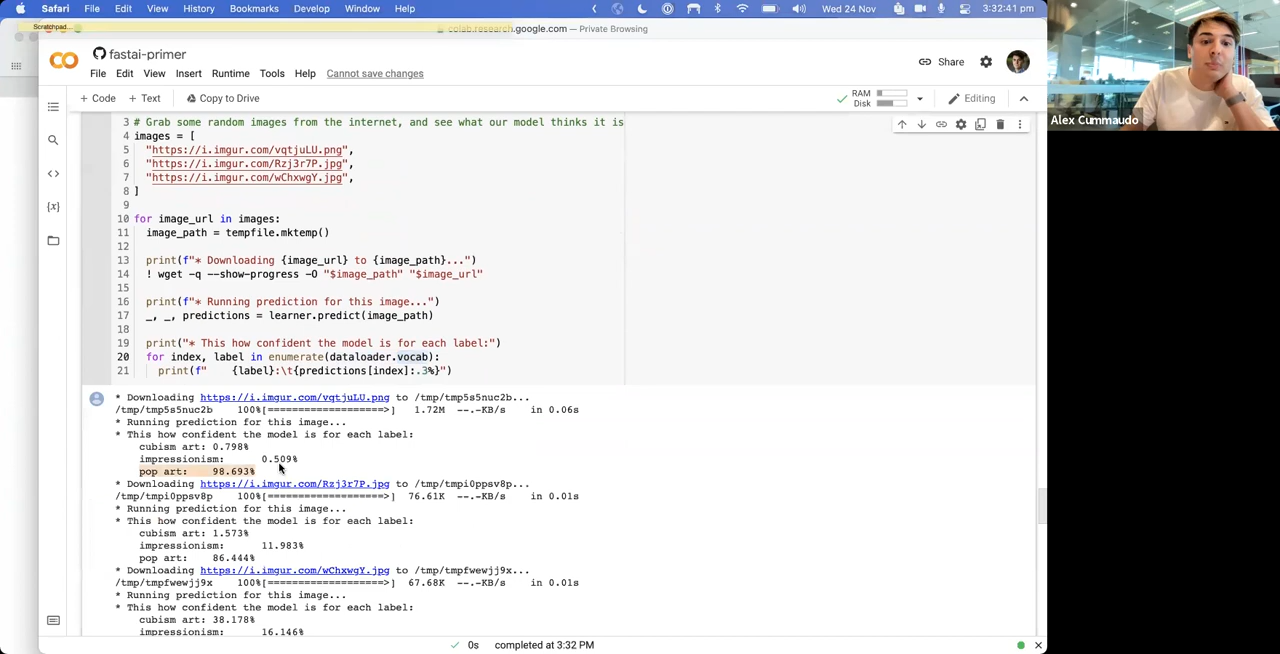 Safari File Edit View History Bookmarks Develop Window Help Wed 24 Nov 3:32:41 pm
Scratchpad...
colab.research.google.com — Private Browsing
fastai-primer
Share
File Edit View Insert Runtime Tools Help Cannot save changes
+ Code + Text Copy to Drive
RAM
Disk
Editing
Alex Cummaudo
3 # Grab some random images from the internet, and see what our model thinks it is
4 images = [
5 "https://i.imgur.com/vqtjuLU.png",
6 "https://i.imgur.com/Rzj3r7P.jpg",
7 "https://i.imgur.com/wChxwgY.jpg",
8 ]
9
10 for image_url in images:
11 image_path = tempfile.mktemp()
12
13 print(f"* Downloading {image_url} to {image_path}...")
14 ! wget -q --show-progress -O "$image_path" "$image_url"
15
16 print(f"* Running prediction for this image...")
17 _, _, predictions = learner.predict(image_path)
18
19 print("* This how confident the model is for each label:")
20 for index, label in enumerate(dataloader.vocab):
21 print(f" {label}:\t{predictions[index]:.3%}")
* Downloading https://i.imgur.com/vqtjuLU.png to /tmp/tmp5s5nuc2b...
/tmp/tmp5s5nuc2b 100%[===================>] 1.72M --.-KB/s in 0.06s
* Running prediction for this image...
* This how confident the model is for each label:
cubism art: 0.798%
impressionism: 0.509%
pop art: 98.693%
* Downloading https://i.imgur.com/Rzj3r7P.jpg to /tmp/tmpi0ppsv8p...
/tmp/tmpi0ppsv8p 100%[===================>] 76.61K --.-KB/s in 0.01s
* Running prediction for this image...
* This how confident the model is for each label:
cubism art: 1.573%
impressionism: 11.983%
pop art: 86.444%
* Downloading https://i.imgur.com/wChxwgY.jpg to /tmp/tmpfwewjj9x...
/tmp/tmpfwewjj9x 100%[===================>] 67.68K --.-KB/s in 0.01s
* Running prediction for this image...
* This how confident the model is for each label:
cubism art: 38.178%
impressionism: 16.146%
0s completed at 3:32 PM